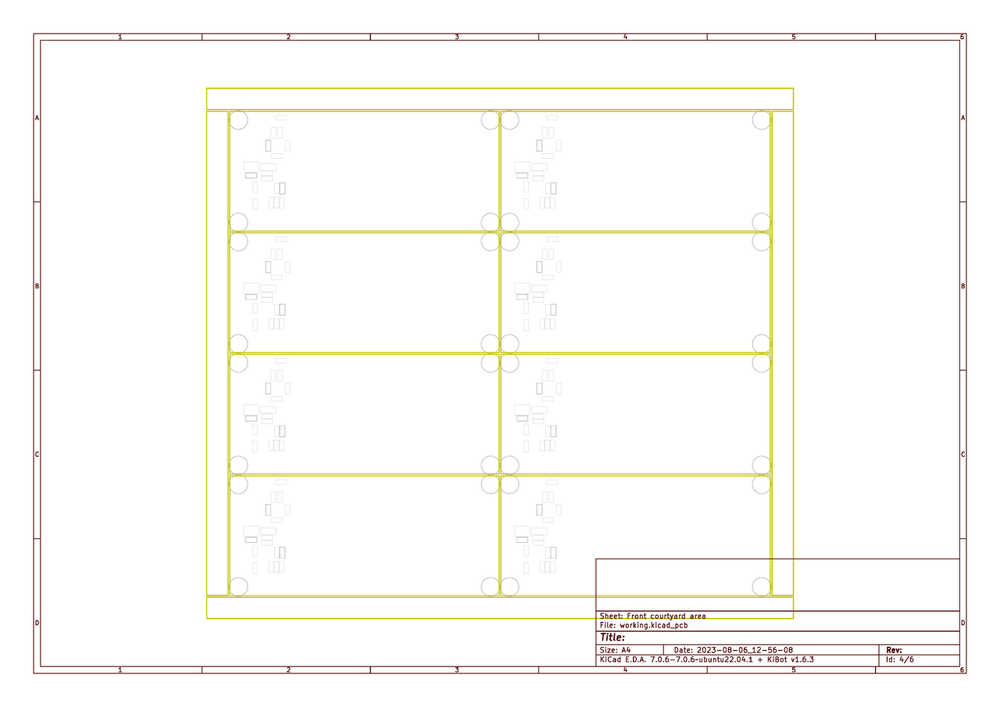 1 2 3 4 5 6
A A
B B
C C
Sheet: Front courtyard area
D D
File: working.kicad_pcb
Title:
Size: A4 Date: 2023-08-06_12-56-08 Rev:
KiCad E.D.A. 7.0.6-7.0.6-ubuntu22.04.1 + KiBot v1.6.3 Id: 4/6
1 2 3 4 5 6